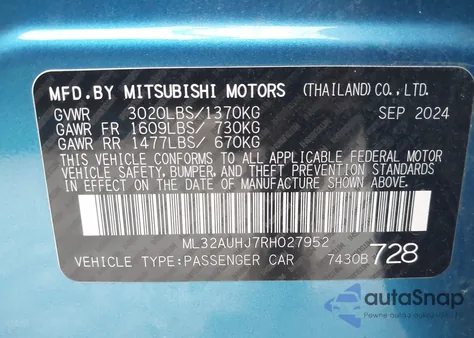 MFD. BY MITSUBISHI MOTORS (THAILAND) CO., LTD.
GVWR 3020LBS/1370KG SEP 2024
GAWR FR 1609LBS/ 730KG
GAWR RR 1477LBS/ 670KG
THIS VEHICLE CONFORMS TO ALL APPLICABLE FEDERAL MOTOR
VEHICLE SAFETY, BUMPER, AND THEFT PREVENTION STANDARDS
IN EFFECT ON THE DATE OF MANUFACTURE SHOWN ABOVE.
ML32AUHJ7RH027952
VEHICLE TYPE:PASSENGER CAR 7430B 728
autoSnap